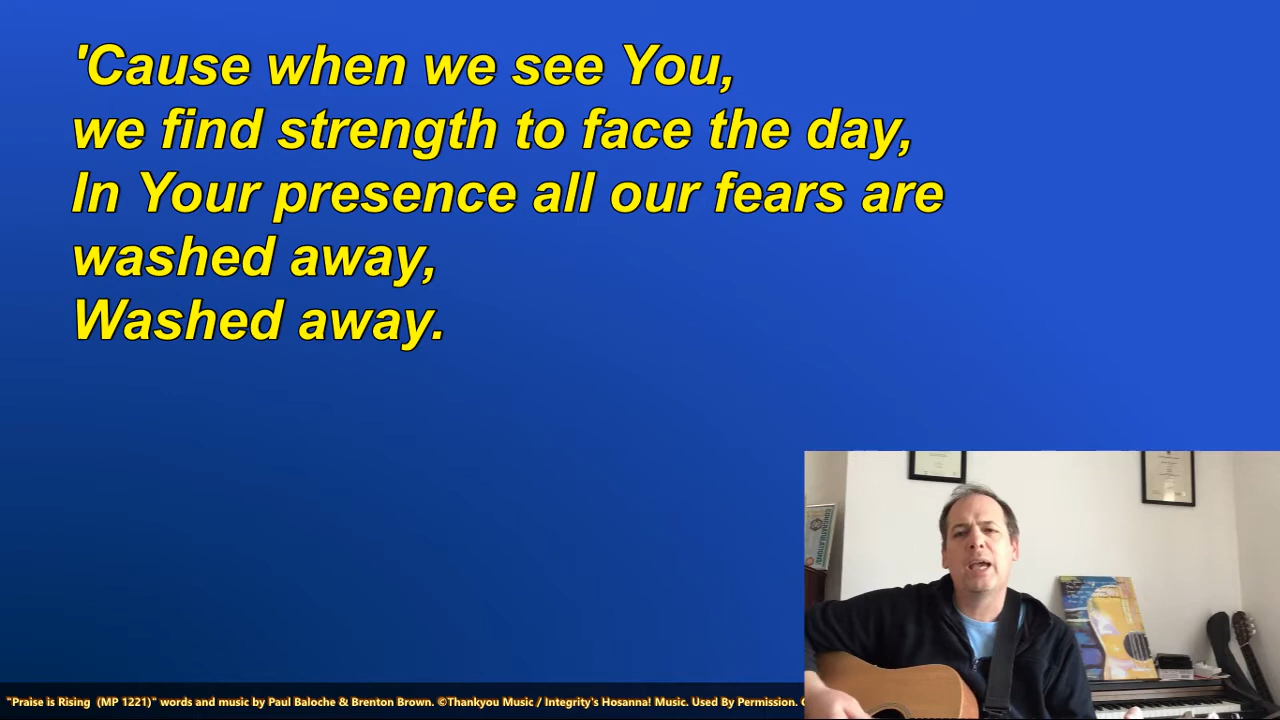 'Cause when we see You,
we find strength to face the day,
In Your presence all our fears are
washed away,
Washed away.
CONGRATULATIONS!
"Praise is Rising (MP 1221)" words and music by Paul Baloche & Brenton Brown. ©Thankyou Music / Integrity's Hosanna! Music. Used By Permission.